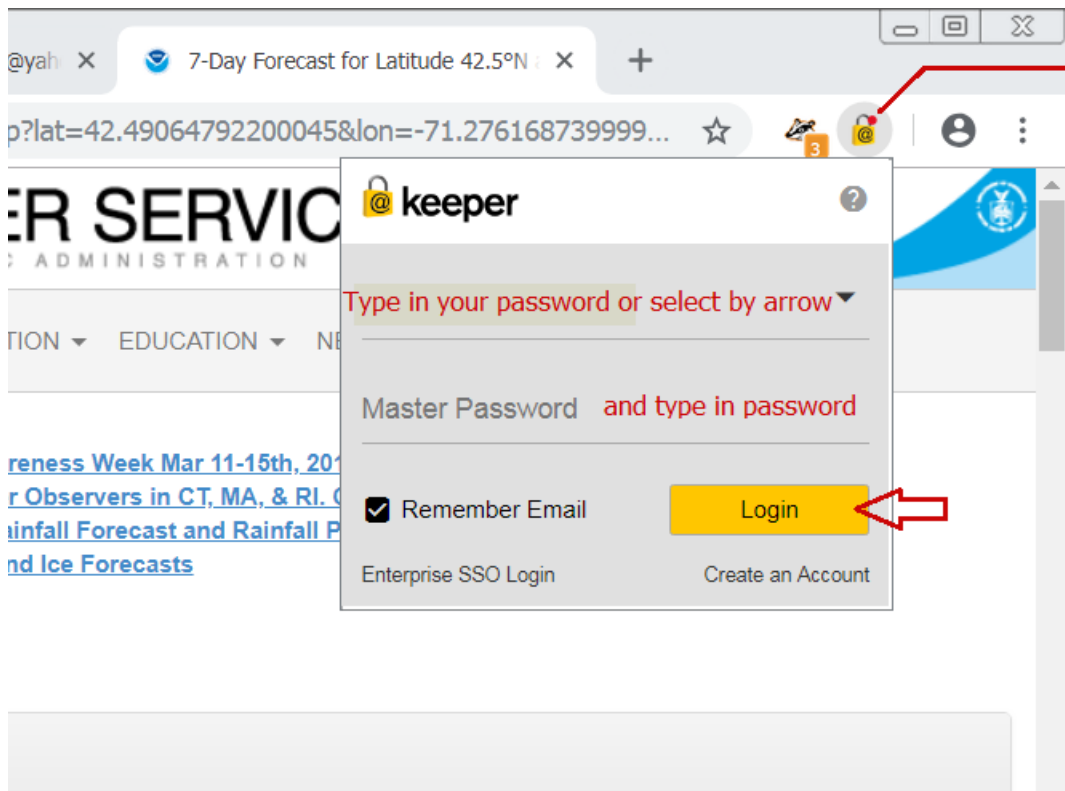 @yah
7-Day Forecast for Latitude 42.5°N a
p?lat=42.49064792200045&lon=-71.276168739999...
3
ER SERVIC
C ADMINISTRATION
keeper
Type in your password or select by arrow
TION EDUCATION NE
Master Password and type in password
reness Week Mar 11-15th, 201
r Observers in CT, MA, & RI. C
ainfall Forecast and Rainfall P
nd Ice Forecasts
Remember Email
Login
Enterprise SSO Login
Create an Account